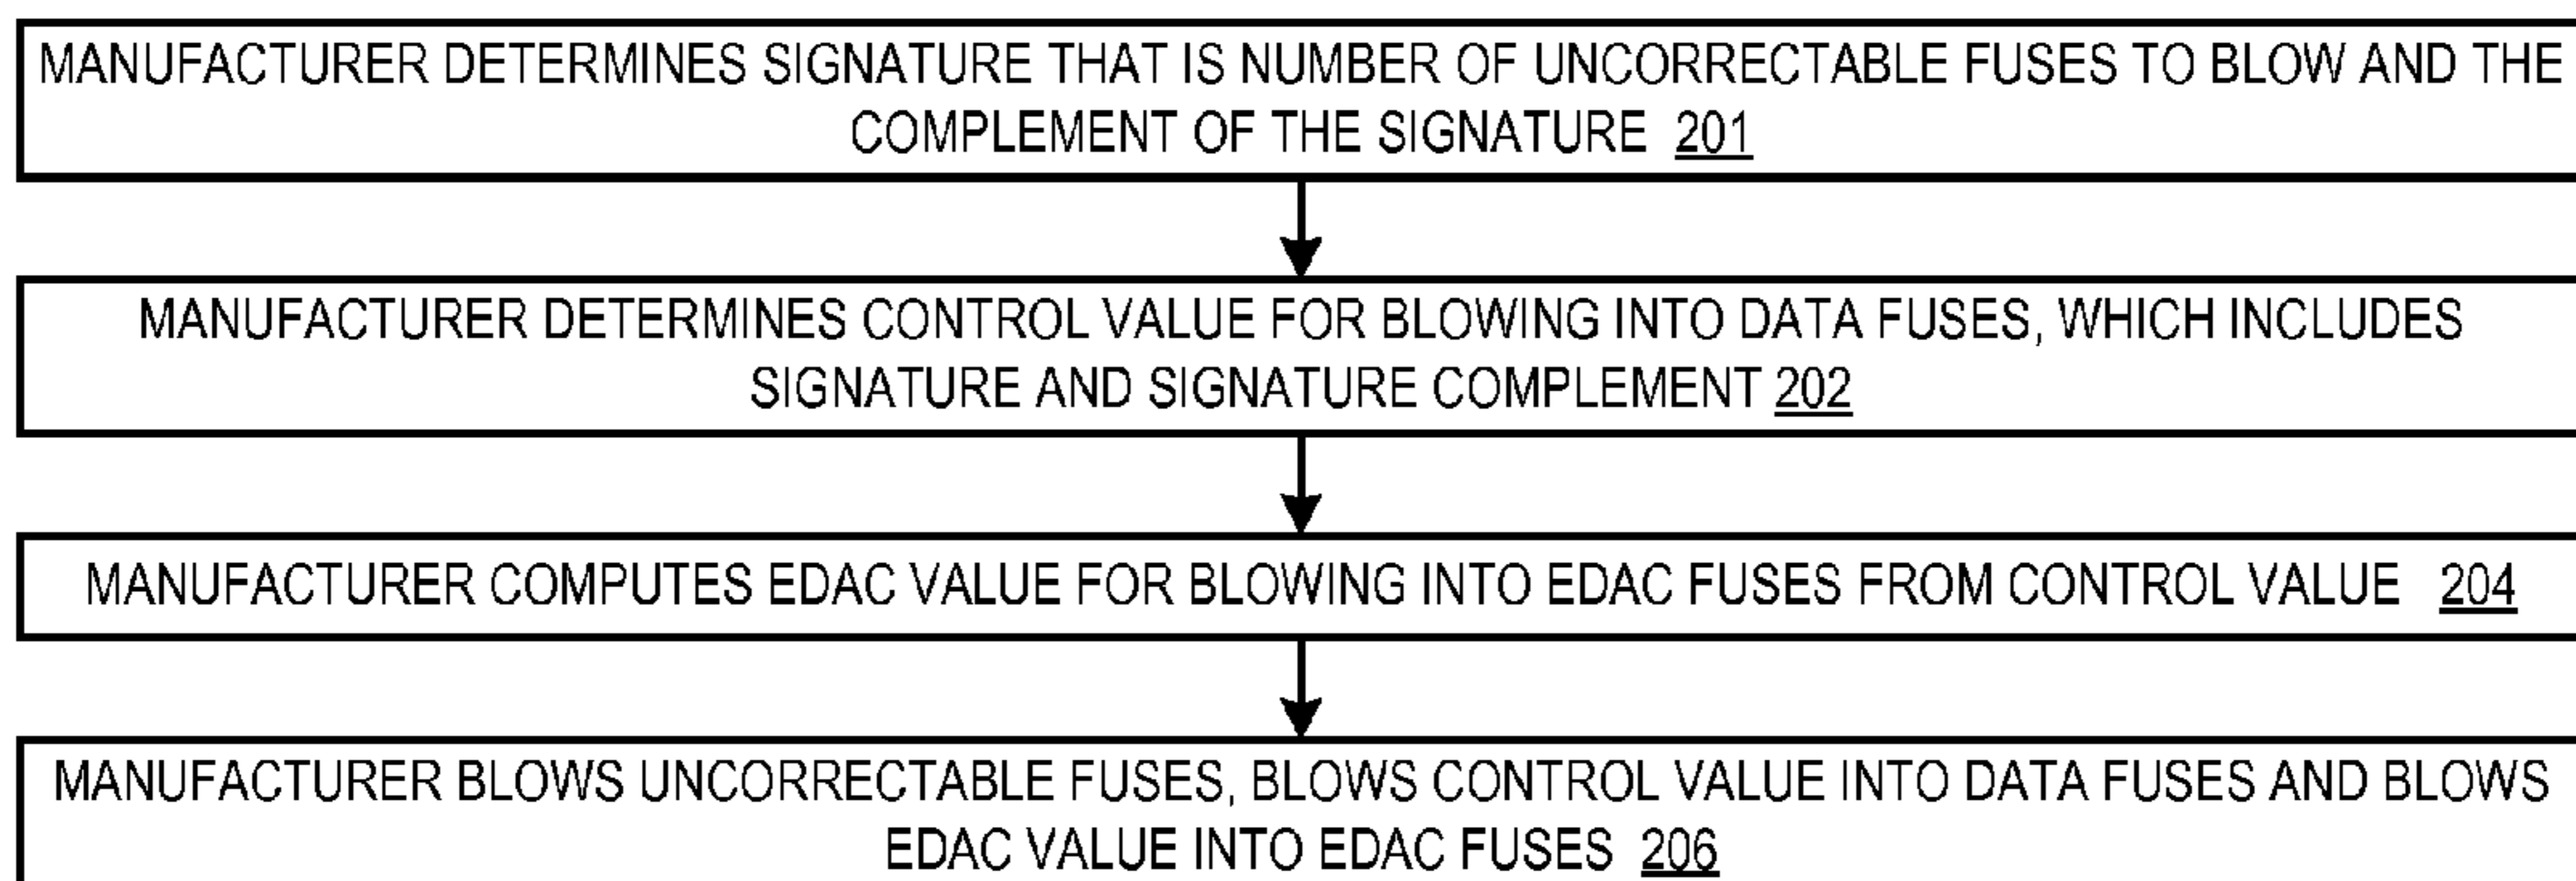 MANUFACTURER DETERMINES SIGNATURE THAT IS NUMBER OF UNCORRECTABLE FUSES TO BLOW AND THE
COMPLEMENT OF THE SIGNATURE 201
MANUFACTURER DETERMINES CONTROL VALUE FOR BLOWING INTO DATA FUSES, WHICH INCLUDES
SIGNATURE AND SIGNATURE COMPLEMENT 202
MANUFACTURER COMPUTES EDAC VALUE FOR BLOWING INTO EDAC FUSES FROM CONTROL VALUE 204
MANUFACTURER BLOWS UNCORRECTABLE FUSES, BLOWS CONTROL VALUE INTO DATA FUSES AND BLOWS
EDAC VALUE INTO EDAC FUSES 206